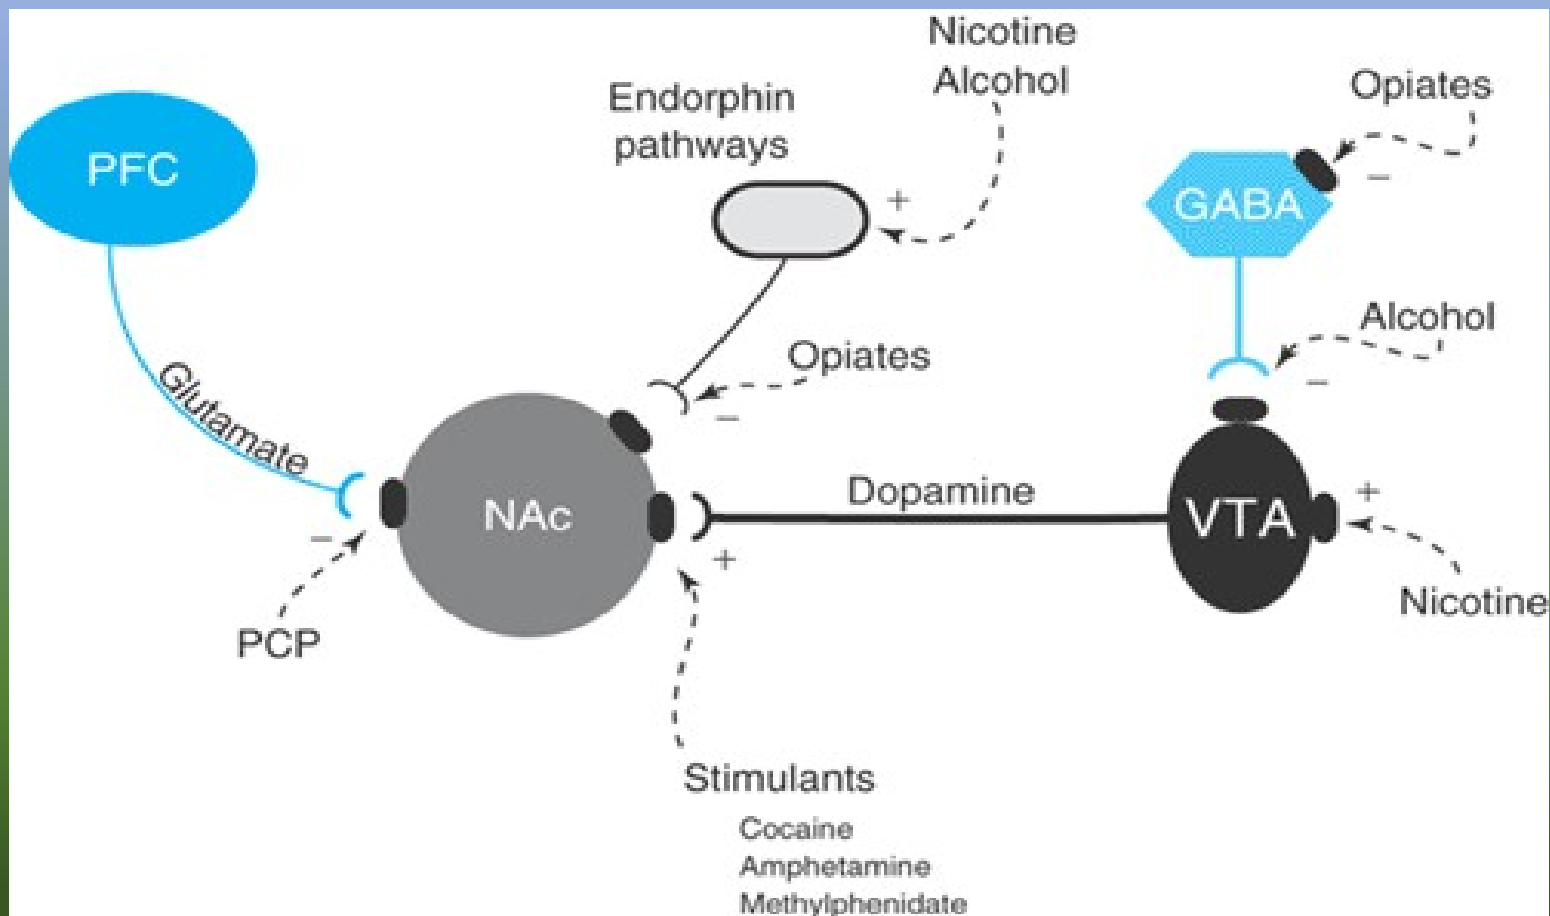 Nicotine
Alcohol
Endorphin
pathways
Opiates
PFC
+
GABA
−
Alcohol
Opiates
−
−
Glutamate
NAc
Dopamine
VTA
+
−
+
PCP
Nicotine
Stimulants
Cocaine
Amphetamine
Methylphenidate